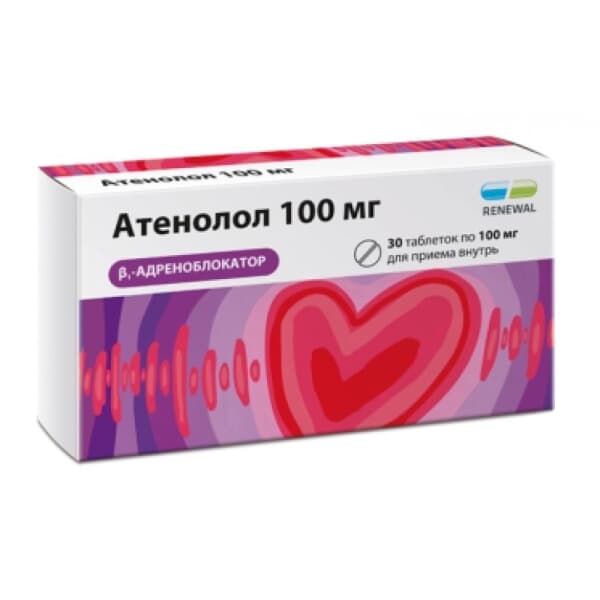 Атенолол 100 мг
Атенолол 100 мг
β₁-АДРЕНОБЛОКАТОР
RENEWAL
30 таблеток по 100 мг
для приема внутрь